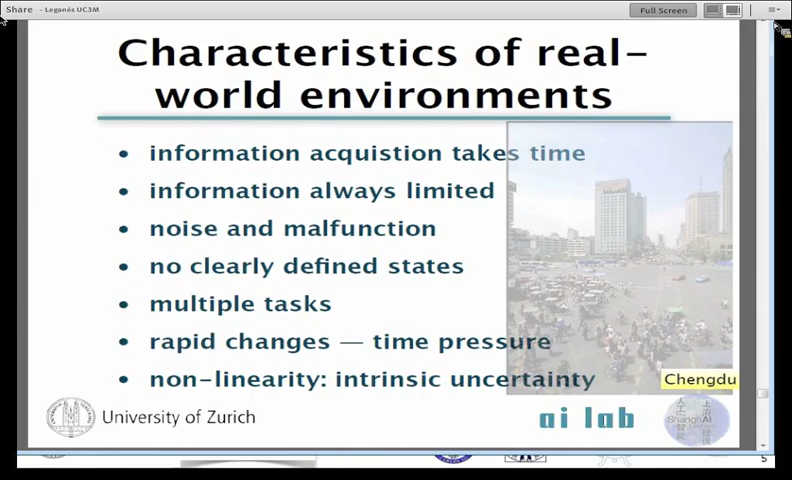 Share - Leganés UC3M
Full Screen
Characteristics of real-
world environments
• information acquistion takes time
• information always limited
• noise and malfunction
• no clearly defined states
• multiple tasks
• rapid changes — time pressure
• non-linearity: intrinsic uncertainty
Chengdu
University of Zurich
ai lab
ShanghAI
5